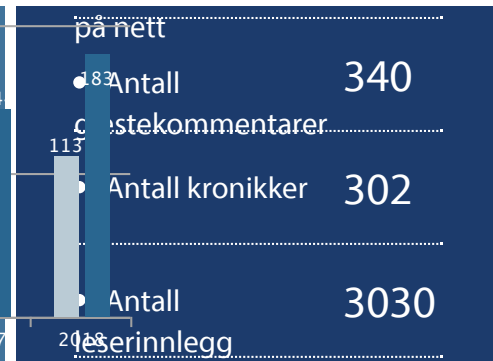 på nett
• Antall
gjestekommentarer
340
• Antall kronikker
302
• Antall
leserinnlegg
3030
183
113
2018